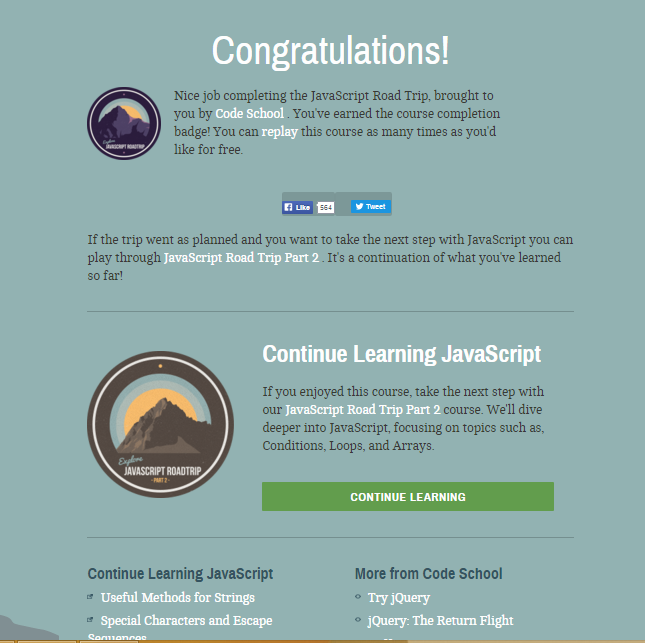 Congratulations!
Explore
JAVASCRIPT ROADTRIP
Nice job completing the JavaScript Road Trip, brought to
you by Code School . You've earned the course completion
badge! You can replay this course as many times as you'd
like for free.
Like 564 Tweet
If the trip went as planned and you want to take the next step with JavaScript you can
play through JavaScript Road Trip Part 2 . It's a continuation of what you've learned
so far!
Explore
JAVASCRIPT ROADTRIP
- PART 2 -
Continue Learning JavaScript
If you enjoyed this course, take the next step with
our JavaScript Road Trip Part 2 course. We'll dive
deeper into JavaScript, focusing on topics such as,
Conditions, Loops, and Arrays.
CONTINUE LEARNING
Continue Learning JavaScript
Useful Methods for Strings
Special Characters and Escape
Sequences
More from Code School
Try jQuery
jQuery: The Return Flight